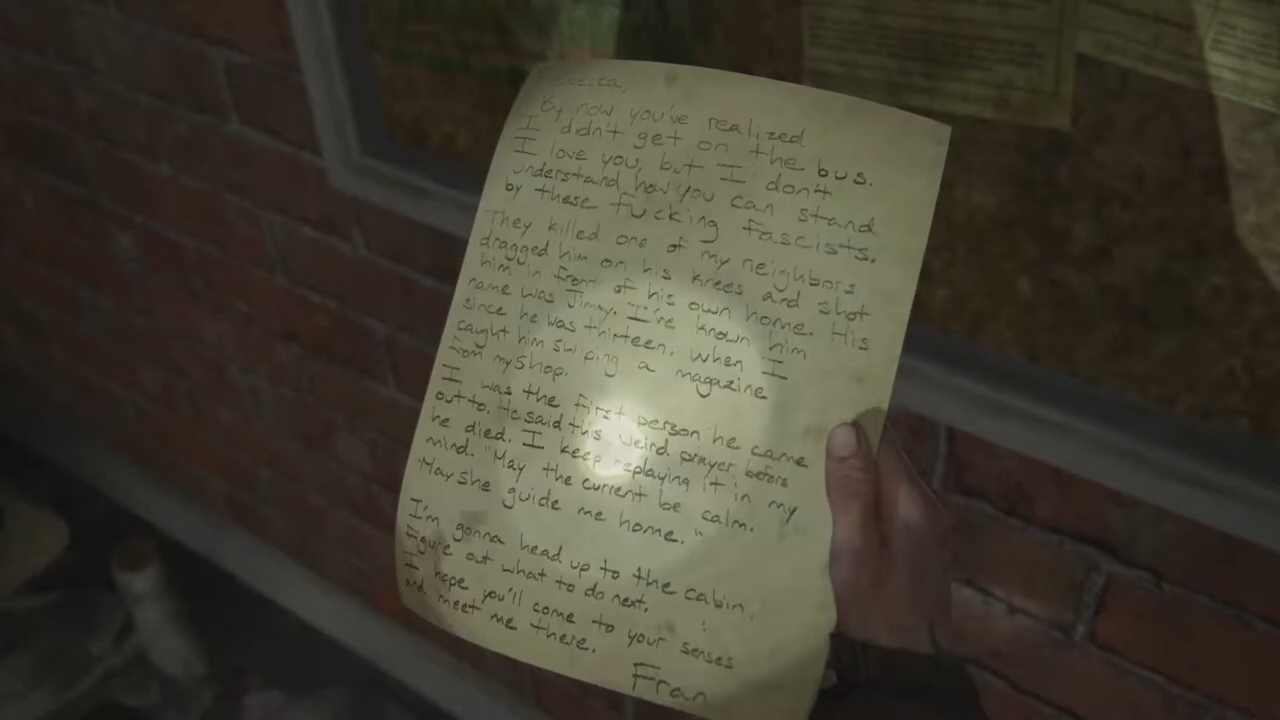 By now you've realized
I didn't get on the bus.
I love you, but I don't
understand how you can stand
by these fucking fascists.
They killed one of my neighbors
dragged him on his knees and shot
him in front of his own home. His
name was Jimmy. I've known him
since he was thirteen. When I
caught him swiping a magazine
from my shop.
I was the first person he came
out to. He said this weird prayer before
he died. I keep replaying it in my
mind. "May the current be calm.
May she guide me home."
I'm gonna head up to the cabin,
figure out what to do next.
I hope you'll come to your senses
and meet me there.
Fran